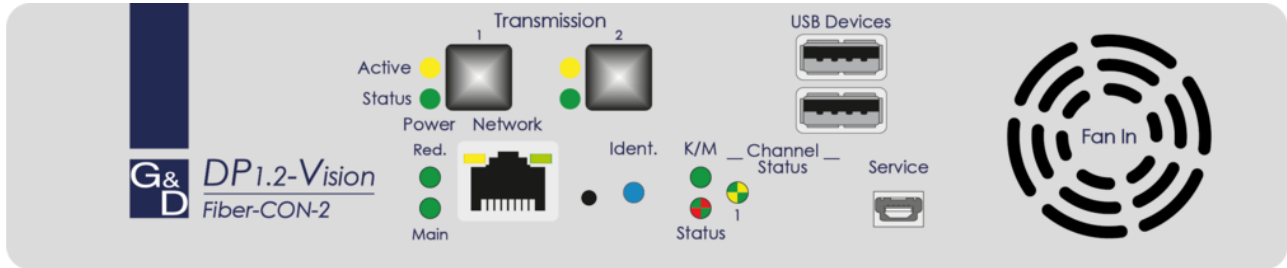 Transmission
1
2
USB Devices
Active
Status
Power Network
Red.
Main
Ident.
K/M
Status
Channel
Status
1
Service
Fan In
G&D
DP1.2-Vision
Fiber-CON-2